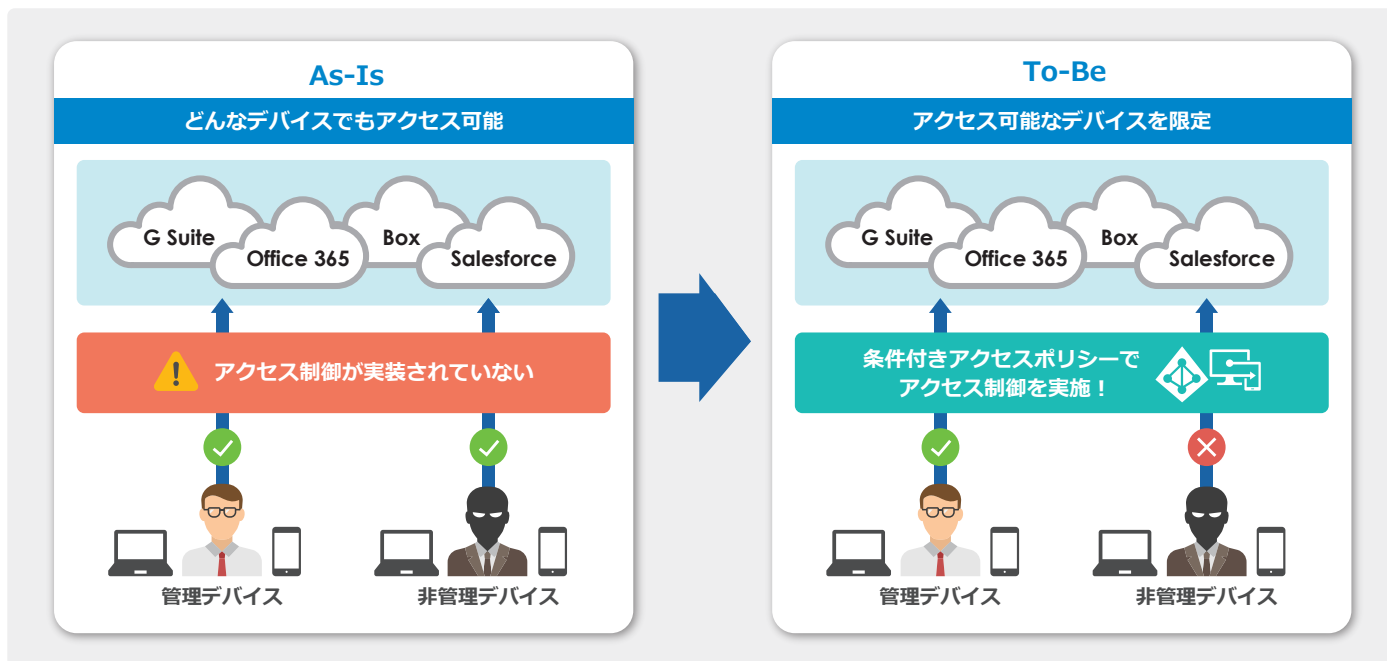 As-Is
どんなデバイスでもアクセス可能
G Suite
Office 365
Box
Salesforce
アクセス制御が実装されていない
管理デバイス
非管理デバイス
To-Be
アクセス可能なデバイスを限定
G Suite
Office 365
Box
Salesforce
条件付きアクセスポリシーで
アクセス制御を実施！
管理デバイス
非管理デバイス